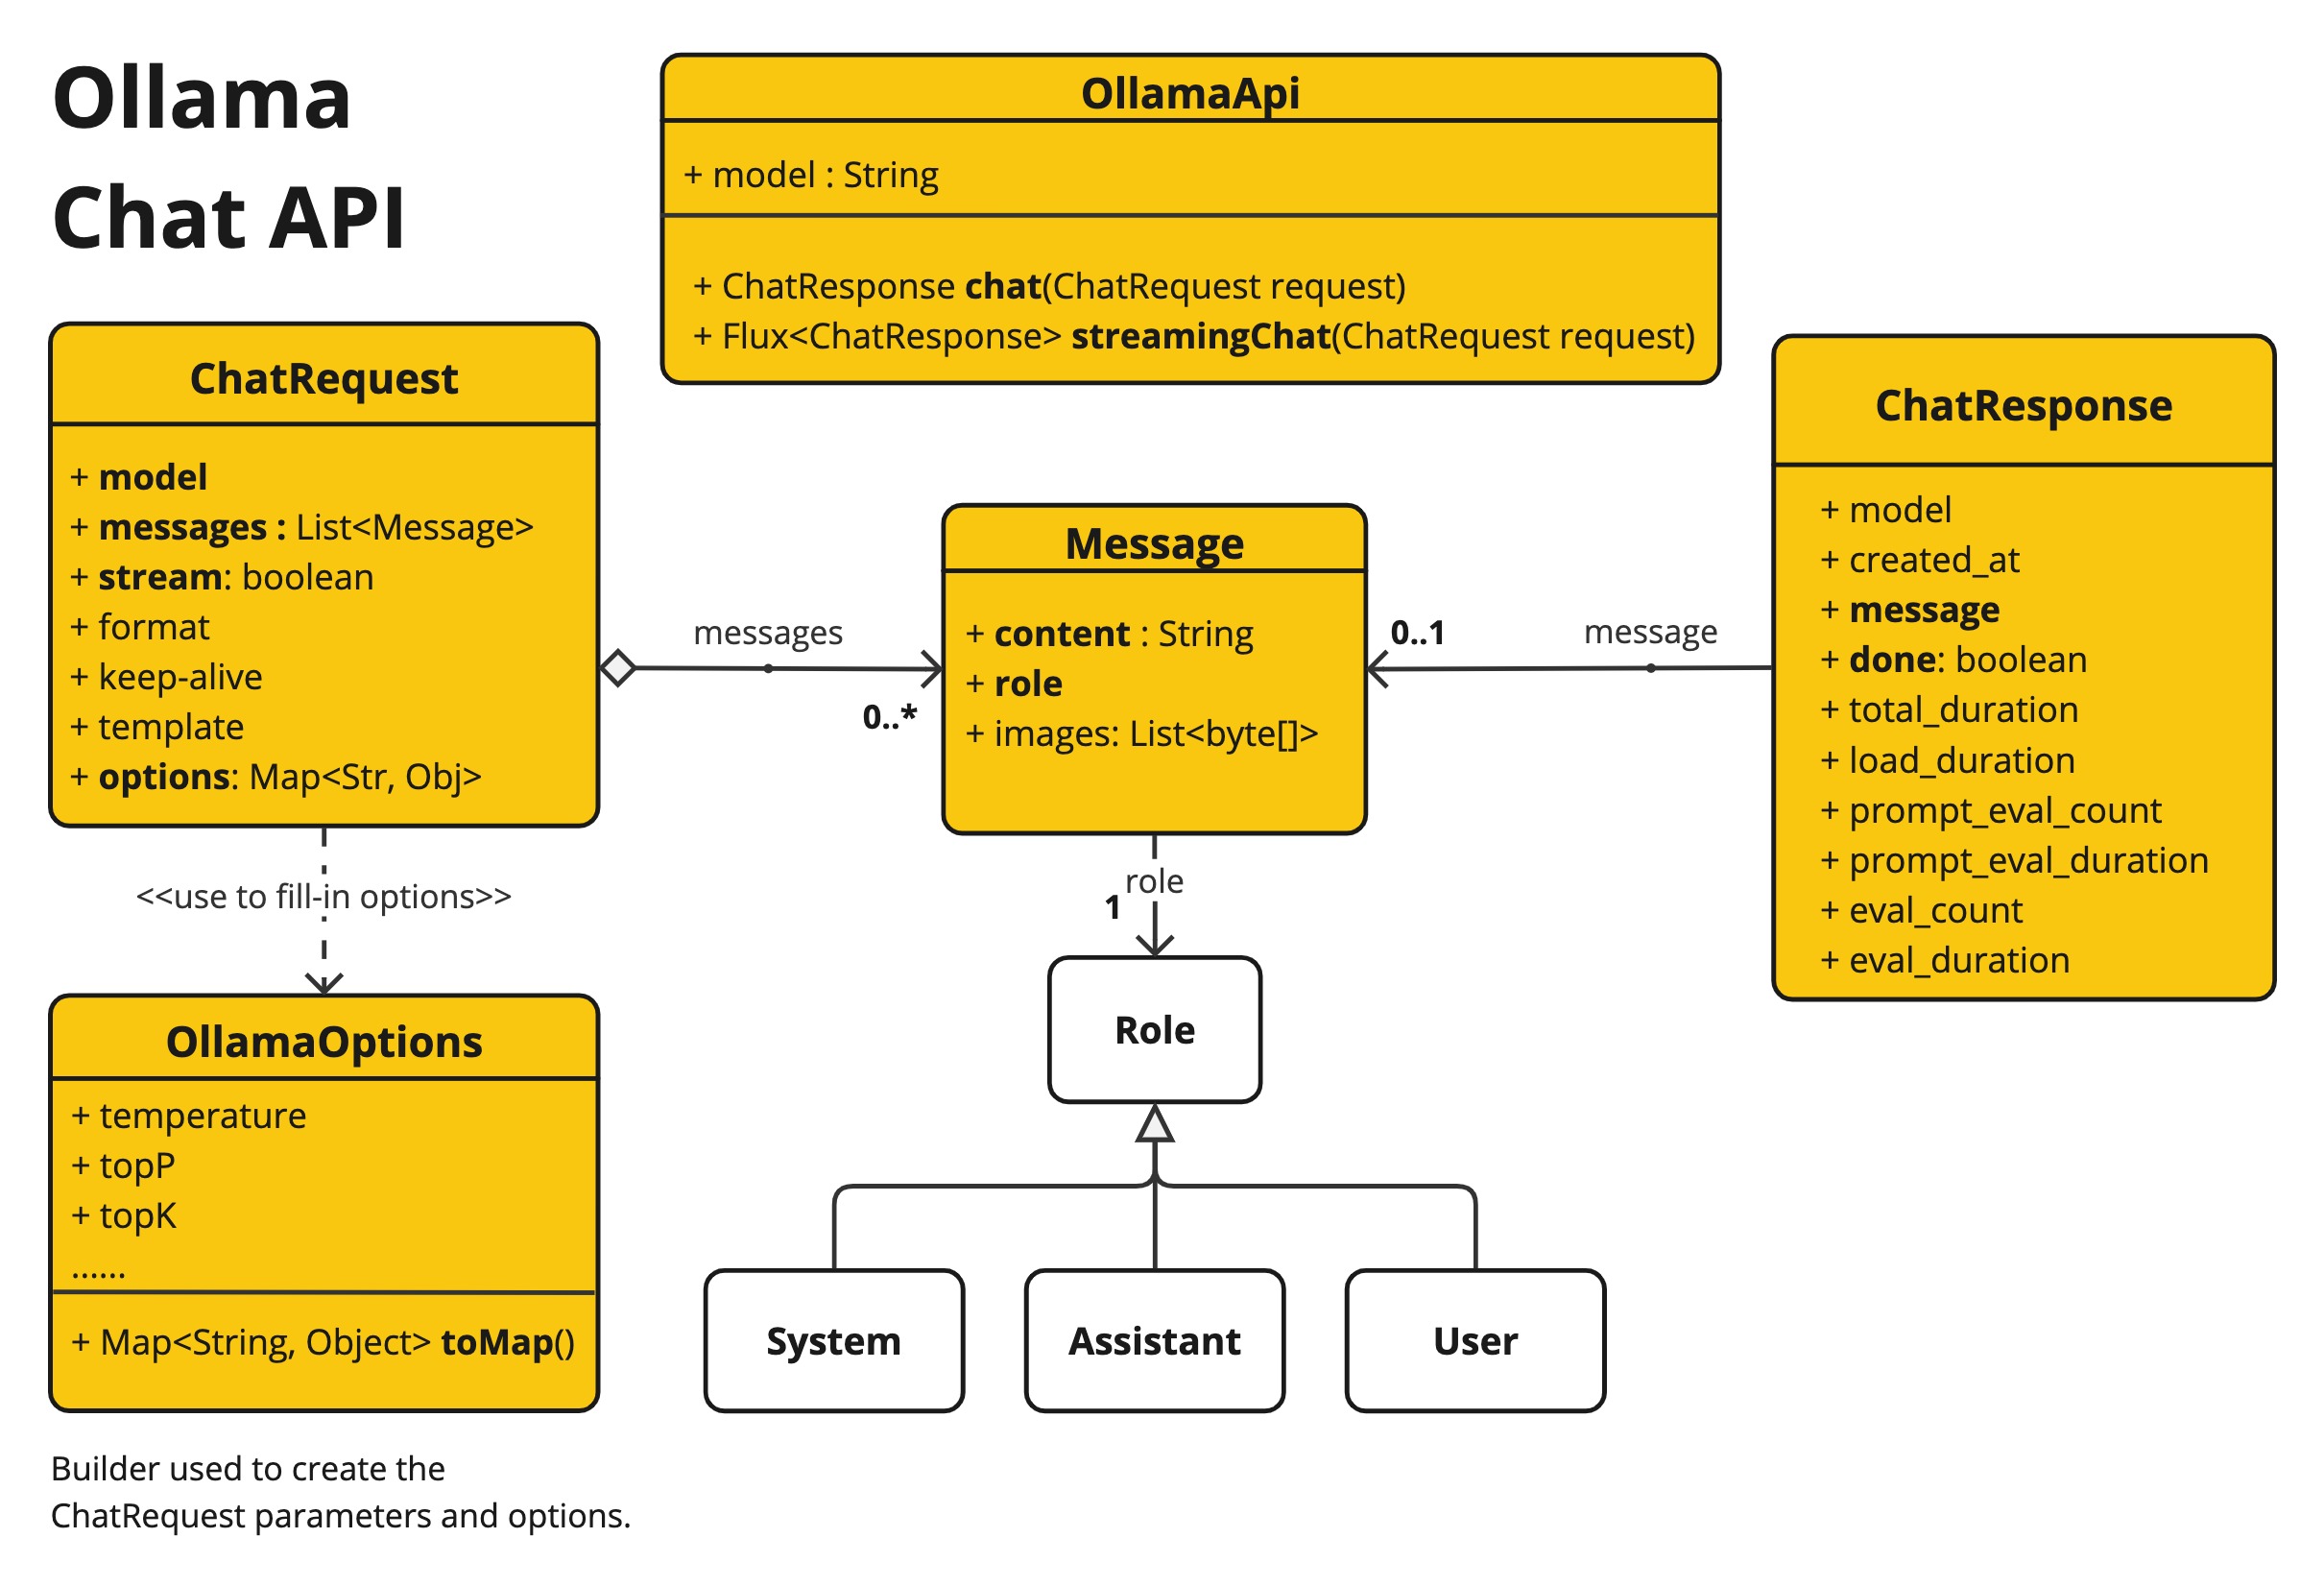 Ollama
Chat API
OllamaApi
+ model : String
+ ChatResponse chat(ChatRequest request)
+ Flux<ChatResponse> streamingChat(ChatRequest request)
ChatRequest
+ model
+ messages : List<Message>
+ stream: boolean
+ format
+ keep-alive
+ template
+ options: Map<Str, Obj>
messages
0..*
Message
+ content : String
+ role
+ images: List<byte[]>
0..1
message
ChatResponse
+ model
+ created_at
+ message
+ done: boolean
+ total_duration
+ load_duration
+ prompt_eval_count
+ prompt_eval_duration
+ eval_count
+ eval_duration
<<use to fill-in options>>
role
1
Role
OllamaOptions
+ temperature
+ topP
+ topK
......
+ Map<String, Object> toMap()
System
Assistant
User
Builder used to create the
ChatRequest parameters and options.